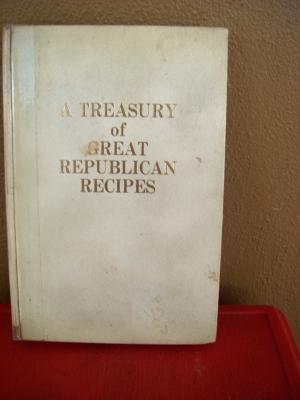 A TREASURY
of
GREAT
REPUBLICAN
RECIPES